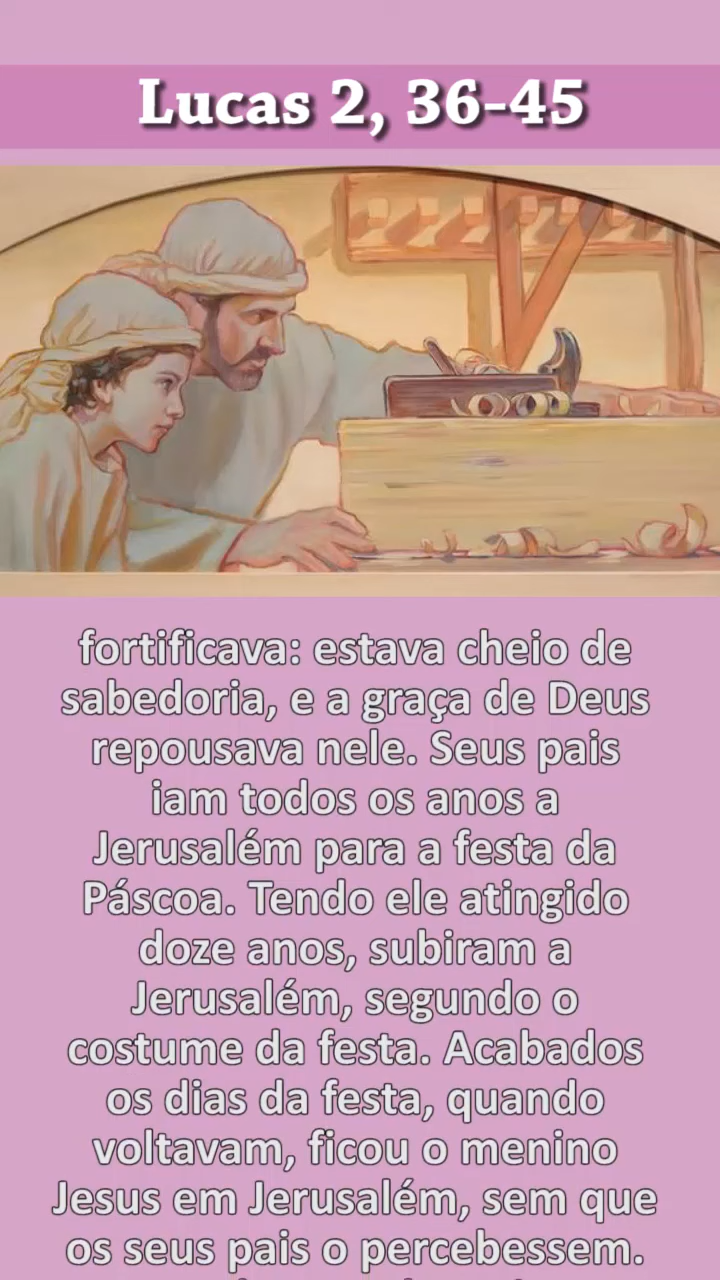 Lucas 2, 36-45
fortificava: estava cheio de
sabedoria, e a graça de Deus
repousava nele. Seus pais
iam todos os anos a
Jerusalém para a festa da
Páscoa. Tendo ele atingido
doze anos, subiram a
Jerusalém, segundo o
costume da festa. Acabados
os dias da festa, quando
voltavam, ficou o menino
Jesus em Jerusalém, sem que
os seus pais o percebessem.